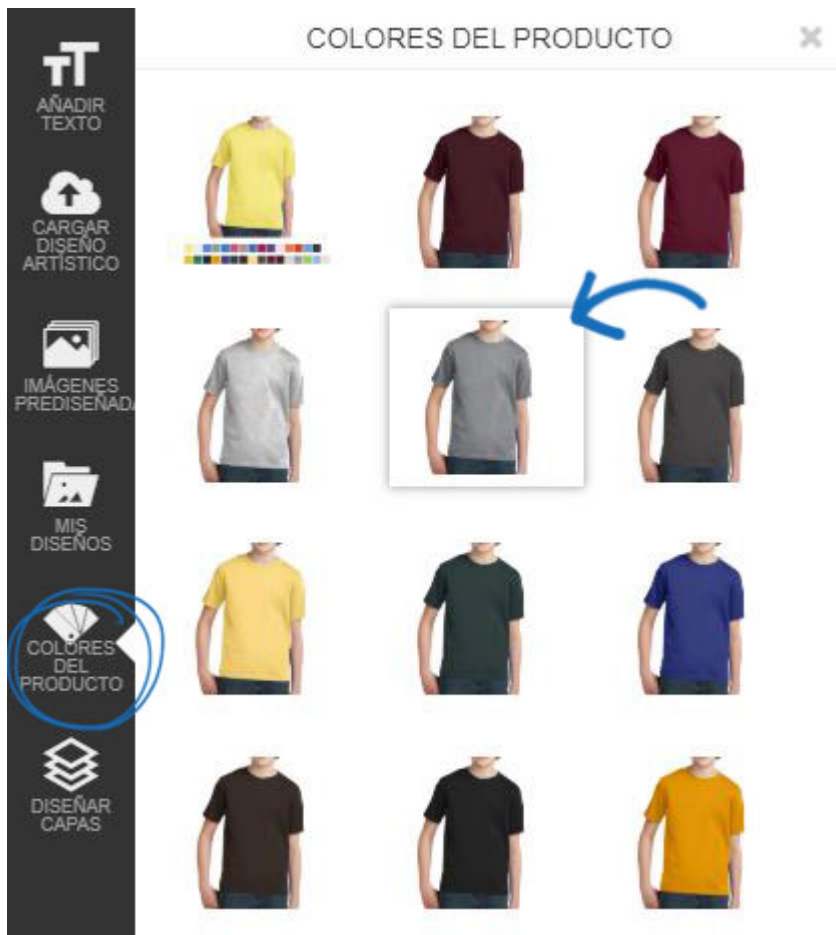 COLORES DEL PRODUCTO
AÑADIR
TEXTO
CARGAR
DISEÑO
ARTÍSTICO
IMÁGENES
PREDISEÑADA
MIS
DISEÑOS
COLORES
DEL
PRODUCTO
DISEÑAR
CAPAS